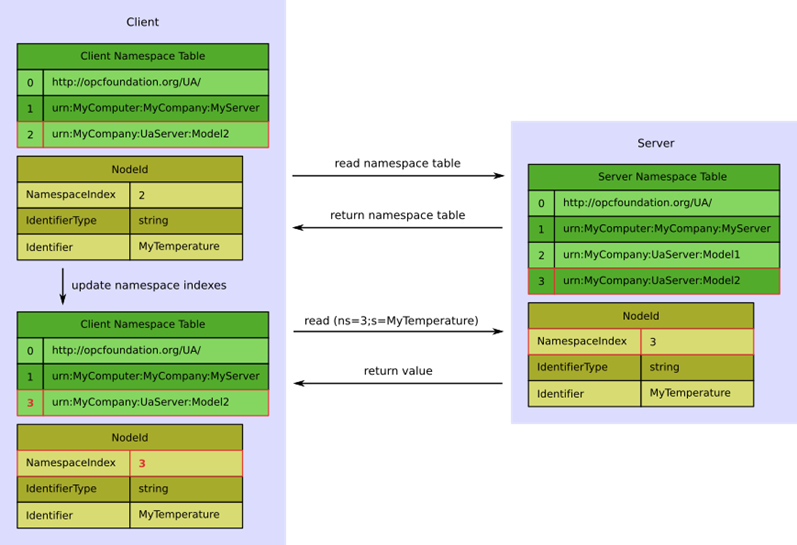 Client
Client Namespace Table
0 http://opcfoundation.org/UA/
1 urn:MyComputer:MyCompany:MyServer
2 urn:MyCompany:UaServer:Model2
NodeId
NamespaceIndex 2
IdentifierType string
Identifier MyTemperature
update namespace indexes
Client Namespace Table
0 http://opcfoundation.org/UA/
1 urn:MyComputer:MyCompany:MyServer
3 urn:MyCompany:UaServer:Model2
NodeId
NamespaceIndex 3
IdentifierType string
Identifier MyTemperature
read namespace table
return namespace table
read (ns=3;s=MyTemperature)
return value
Server
Server Namespace Table
0 http://opcfoundation.org/UA/
1 urn:MyComputer:MyCompany:MyServer
2 urn:MyCompany:UaServer:Model1
3 urn:MyCompany:UaServer:Model2
NodeId
NamespaceIndex 3
IdentifierType string
Identifier MyTemperature